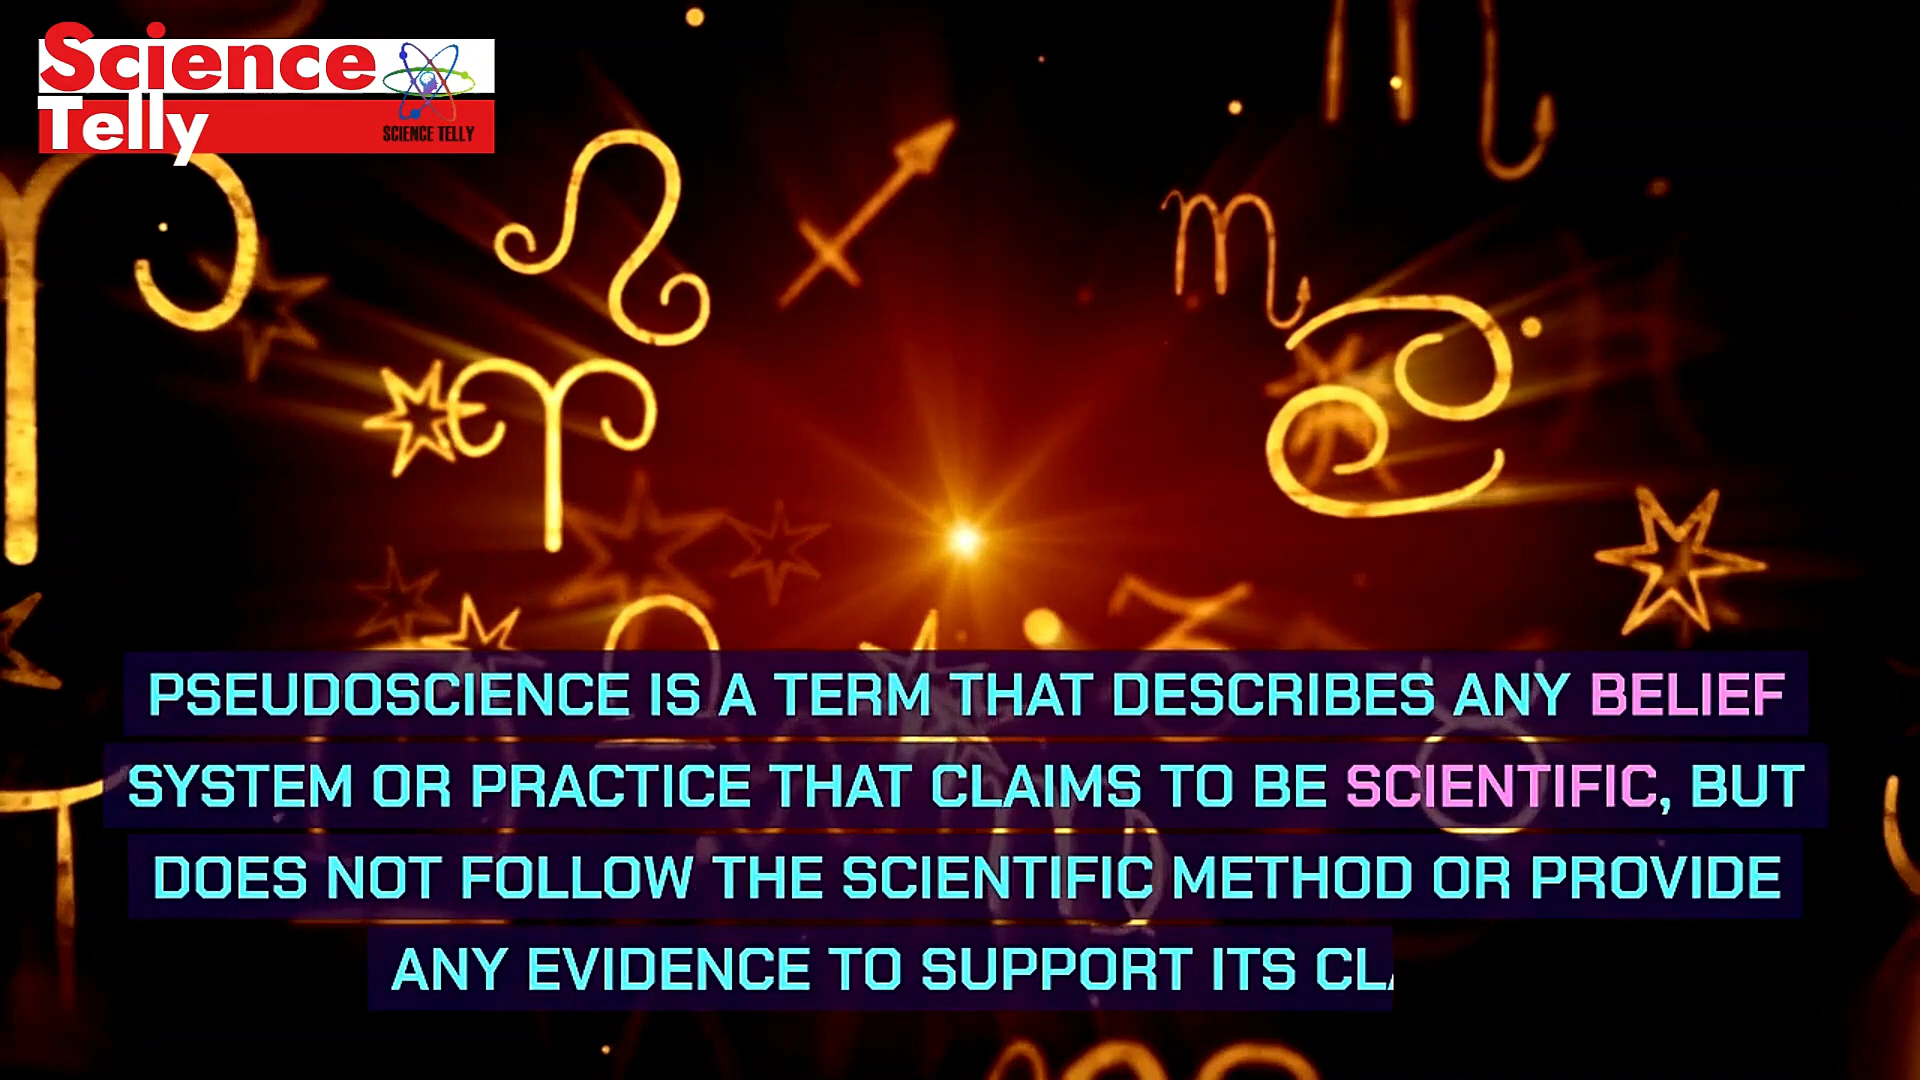 Science
Telly
SCIENCE TELLY
PSEUDOSCIENCE IS A TERM THAT DESCRIBES ANY BELIEF
SYSTEM OR PRACTICE THAT CLAIMS TO BE SCIENTIFIC, BUT
DOES NOT FOLLOW THE SCIENTIFIC METHOD OR PROVIDE
ANY EVIDENCE TO SUPPORT ITS